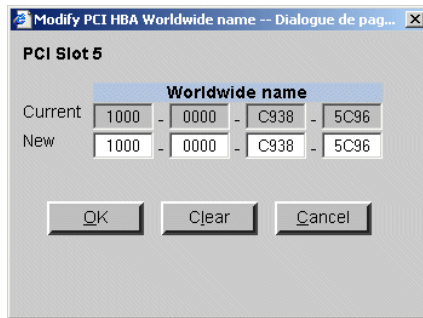 Modify PCI HBA Worldwide name -- Dialogue de pag...
PCI Slot 5
Worldwide name
Current 1000 - 0000 - C938 - 5C96
New 1000 - 0000 - C938 - 5C96
OK Clear Cancel